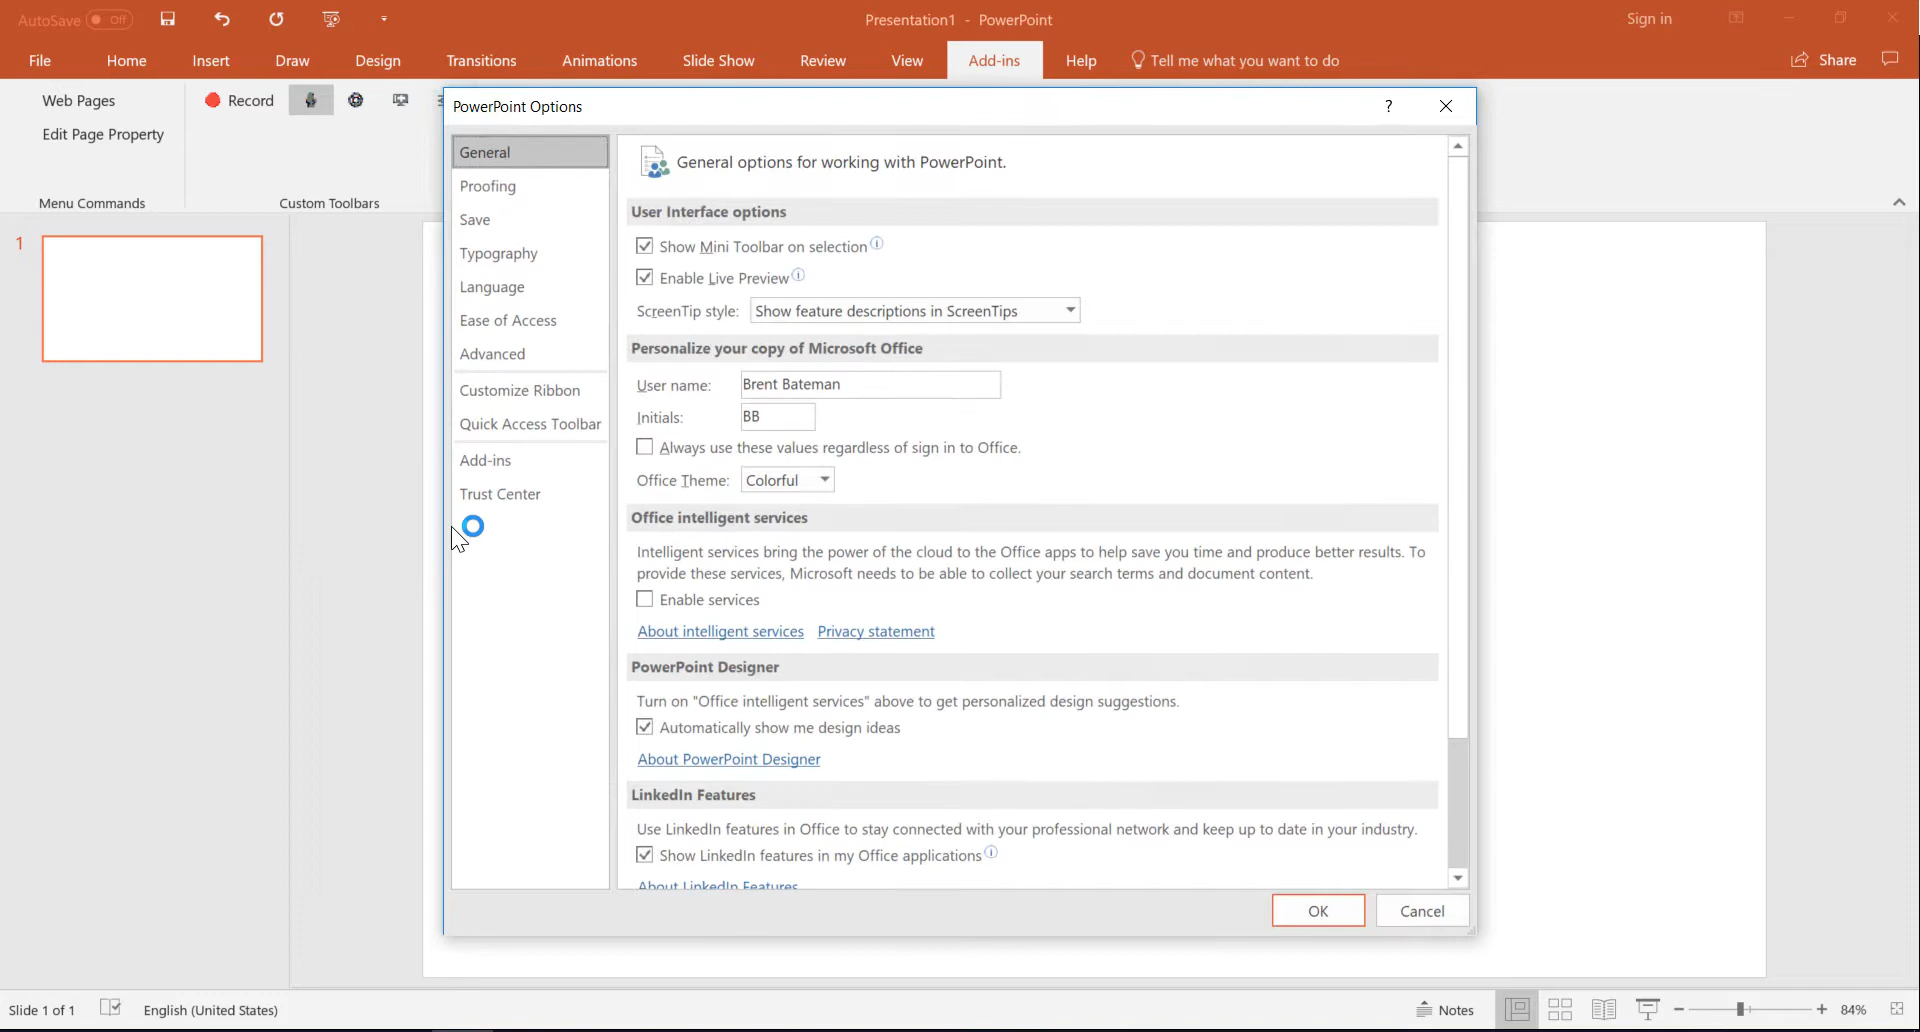 AutoSave Off
Presentation1 - PowerPoint
Sign in
File Home Insert Draw Design Transitions Animations Slide Show Review View Add-ins Help Tell me what you want to do
Share
Web Pages
Edit Page Property
Menu Commands
Record
Custom Toolbars
PowerPoint Options
?
General
Proofing
Save
Typography
Language
Ease of Access
Advanced
Customize Ribbon
Quick Access Toolbar
Add-ins
Trust Center
General options for working with PowerPoint.
User Interface options
Show Mini Toolbar on selection
Enable Live Preview
ScreenTip style: Show feature descriptions in ScreenTips
Personalize your copy of Microsoft Office
User name: Brent Bateman
Initials: BB
Always use these values regardless of sign in to Office.
Office Theme: Colorful
Office intelligent services
Intelligent services bring the power of the cloud to the Office apps to help save you time and produce better results. To
provide these services, Microsoft needs to be able to collect your search terms and document content.
Enable services
About intelligent services Privacy statement
PowerPoint Designer
Turn on "Office intelligent services" above to get personalized design suggestions.
Automatically show me design ideas
About PowerPoint Designer
LinkedIn Features
Use LinkedIn features in Office to stay connected with your professional network and keep up to date in your industry.
Show LinkedIn features in my Office applications
About LinkedIn Features
OK Cancel
1
Slide 1 of 1 English (United States)
Notes
84%